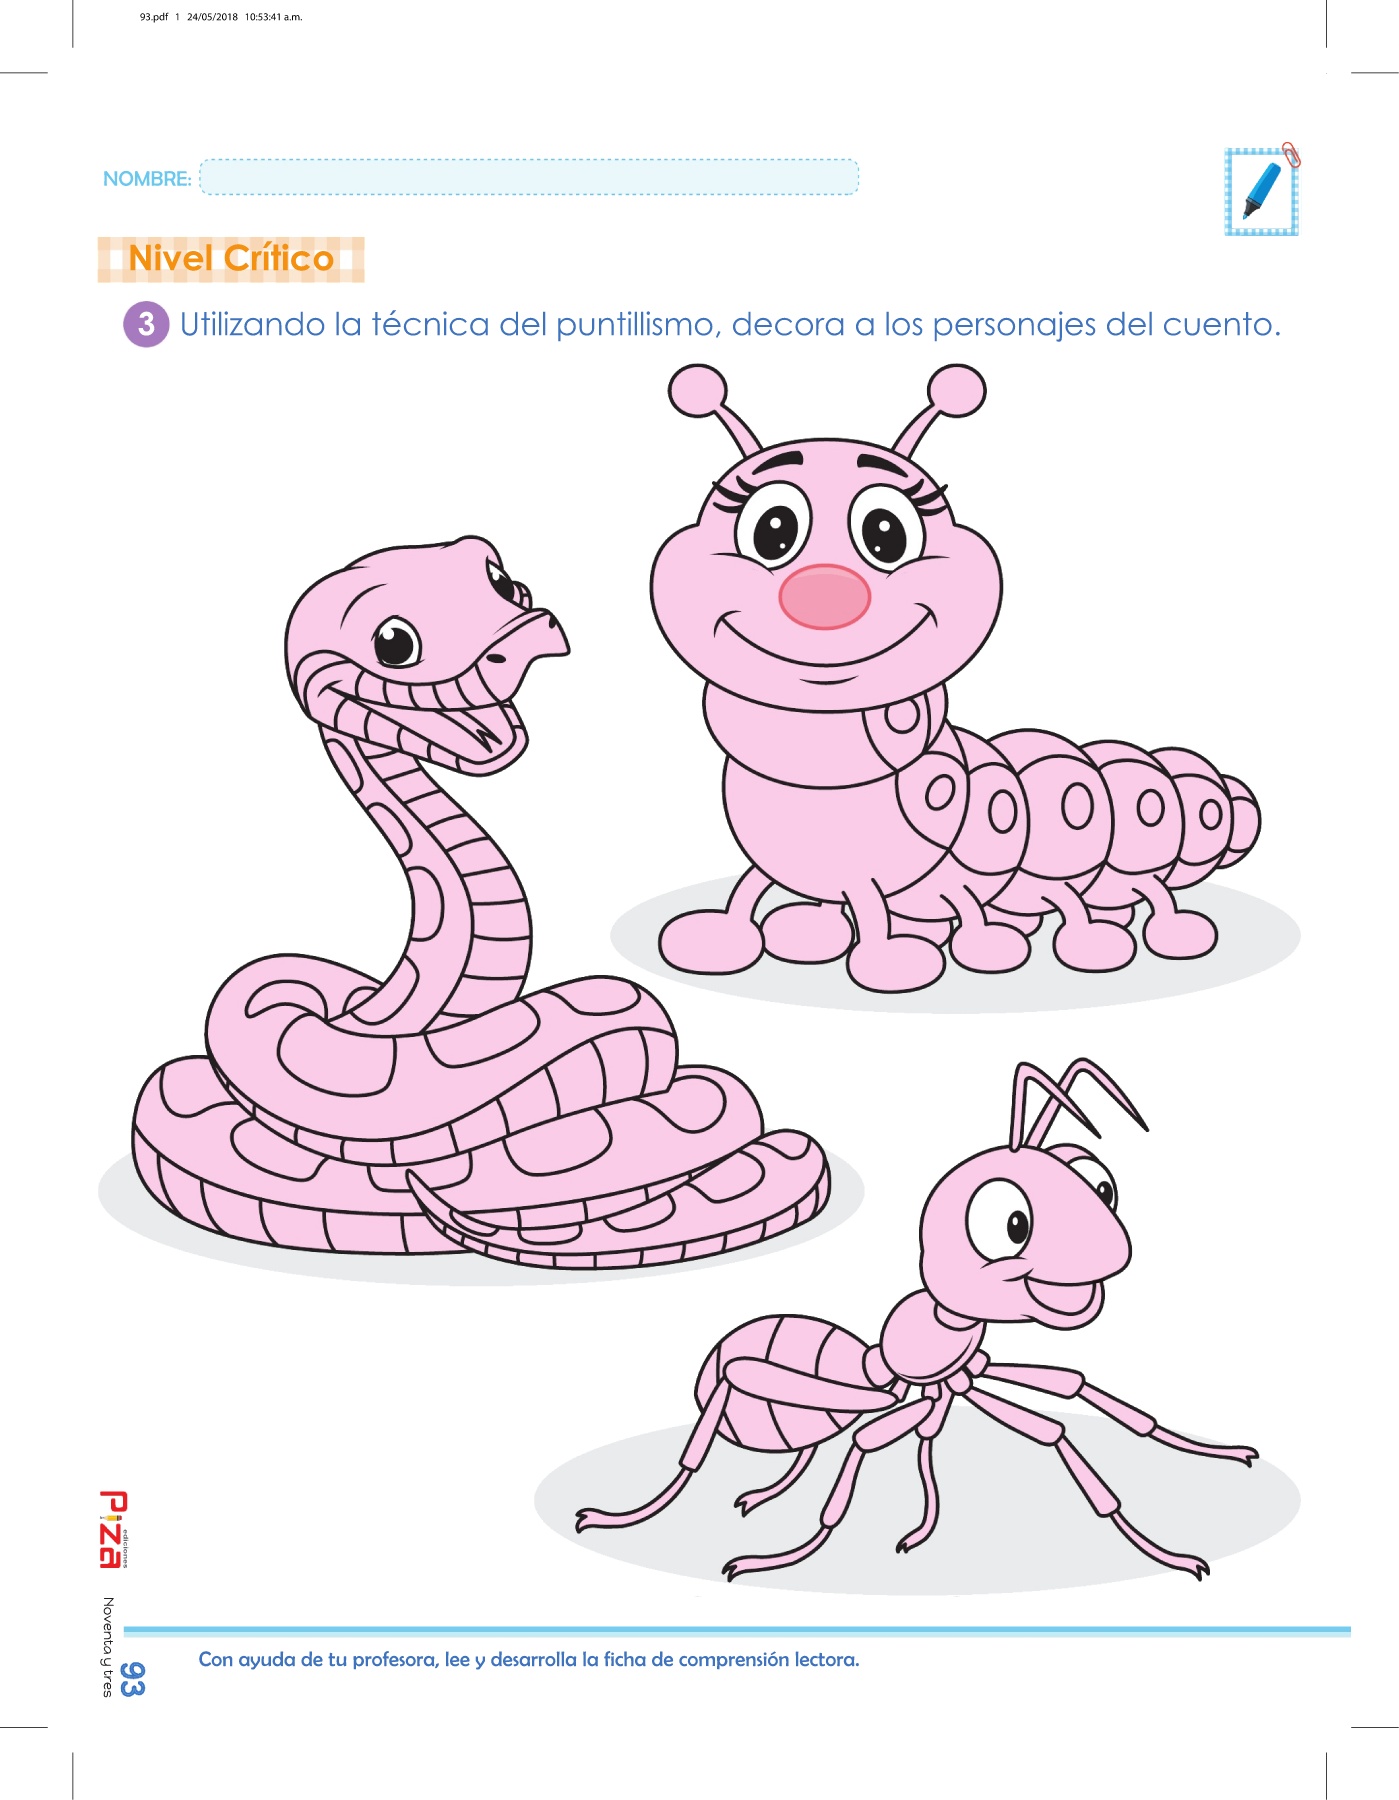 93.pdf 1 24/05/2018 10:53:41 a.m.
NOMBRE:
Nivel Crítico
3 Utilizando la técnica del puntillismo, decora a los personajes del cuento.
Piza
ediciones
Noventa y tres
93
Con ayuda de tu profesora, lee y desarrolla la ficha de comprensión lectora.